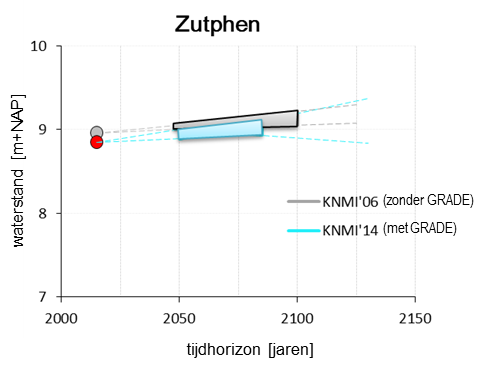 Zutphen
10
9
8
7
waterstand [m+NAP]
KNMI'06 (zonder GRADE)
KNMI'14 (met GRADE)
2000 2050 2100 2150
tijdhorizon [jaren]